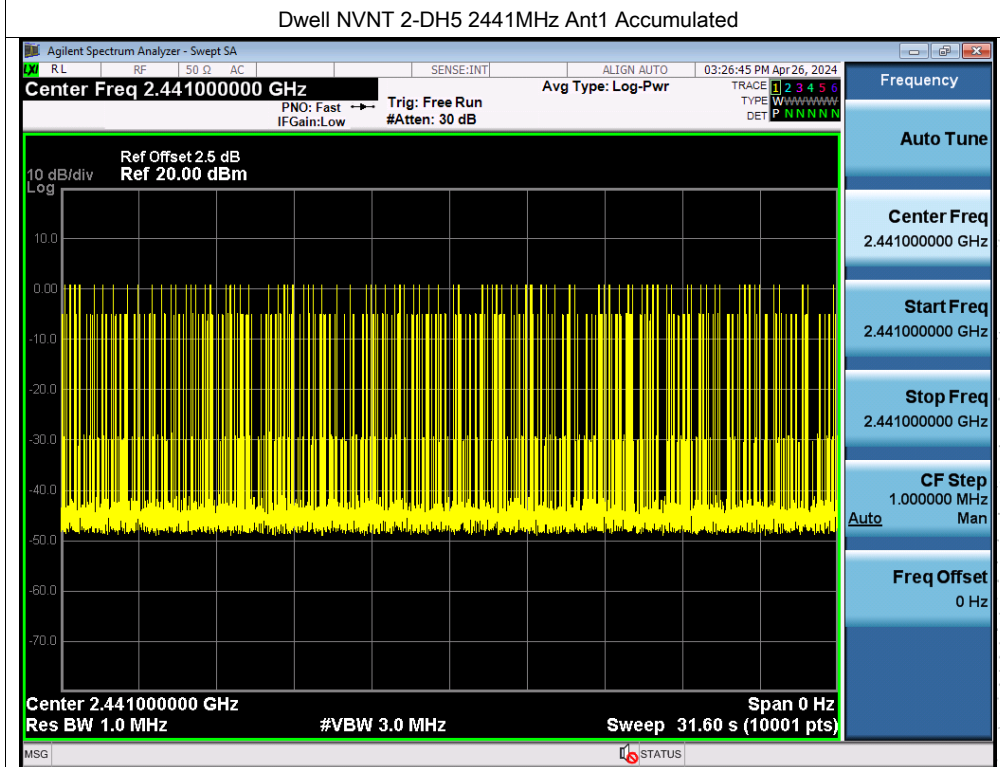 Dwell NVNT 2-DH5 2441MHz Ant1 Accumulated
Agilent Spectrum Analyzer - Swept SA
LXI RL RF 50 Ω AC SENSE:INT ALIGN AUTO 03:26:45 PM Apr 26, 2024
Center Freq 2.441000000 GHz
PNO: Fast
IFGain:Low
Trig: Free Run
#Atten: 30 dB
Avg Type: Log-Pwr
TRACE 1 2 3 4 5 6
TYPE WWWWWW
DET P NNNNN
Ref Offset 2.5 dB
10 dB/div Ref 20.00 dBm
Log
10.0
0.00
-10.0
-20.0
-30.0
-40.0
-50.0
-60.0
-70.0
Center 2.441000000 GHz Span 0 Hz
Res BW 1.0 MHz #VBW 3.0 MHz Sweep 31.60 s (10001 pts)
MSG STATUS
Frequency
Auto Tune
Center Freq
2.441000000 GHz
Start Freq
2.441000000 GHz
Stop Freq
2.441000000 GHz
CF Step
1.000000 MHz
Auto Man
Freq Offset
0 Hz